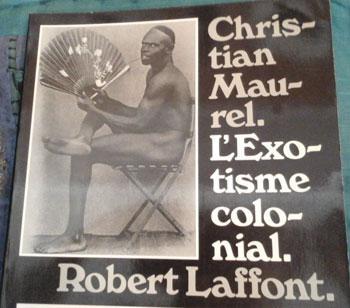 Chris-
tian
Mau-
rel.
L'Exo-
tisme
colo-
nial.
Robert Laffont.